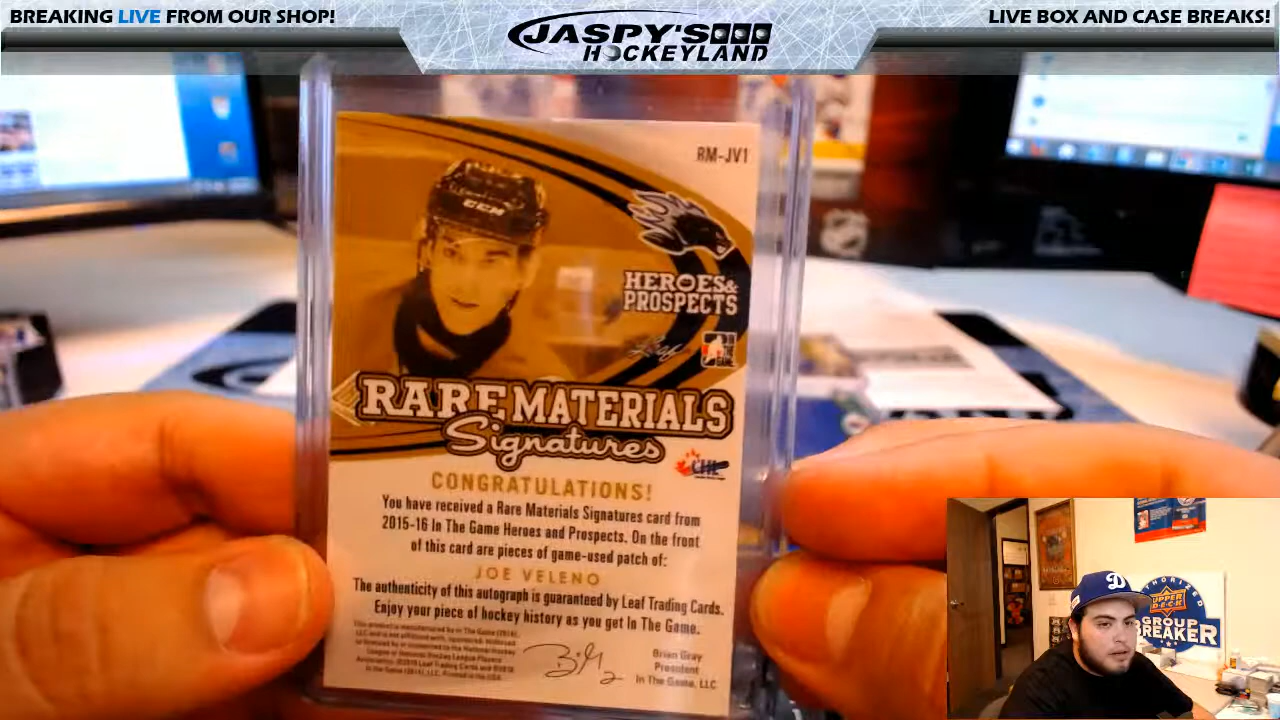 BREAKING LIVE FROM OUR SHOP!
JASPY'S
HOCKEYLAND
LIVE BOX AND CASE BREAKS!
RM-JV1
CCM
HEROES&
PROSPECTS
Leaf
RARE MATERIALS
Signatures
CHL
CONGRATULATIONS!
You have received a Rare Materials Signatures card from
2015-16 In The Game Heroes and Prospects. On the front
of this card are pieces of game-used patch of:
JOE VELENO
The authenticity of this autograph is guaranteed by Leaf Trading Cards.
Enjoy your piece of hockey history as you get In The Game.
Brian Gray
President
In The Game, LLC
AUTHORIZED
UPPER
DECK
GROUP
BREAKER